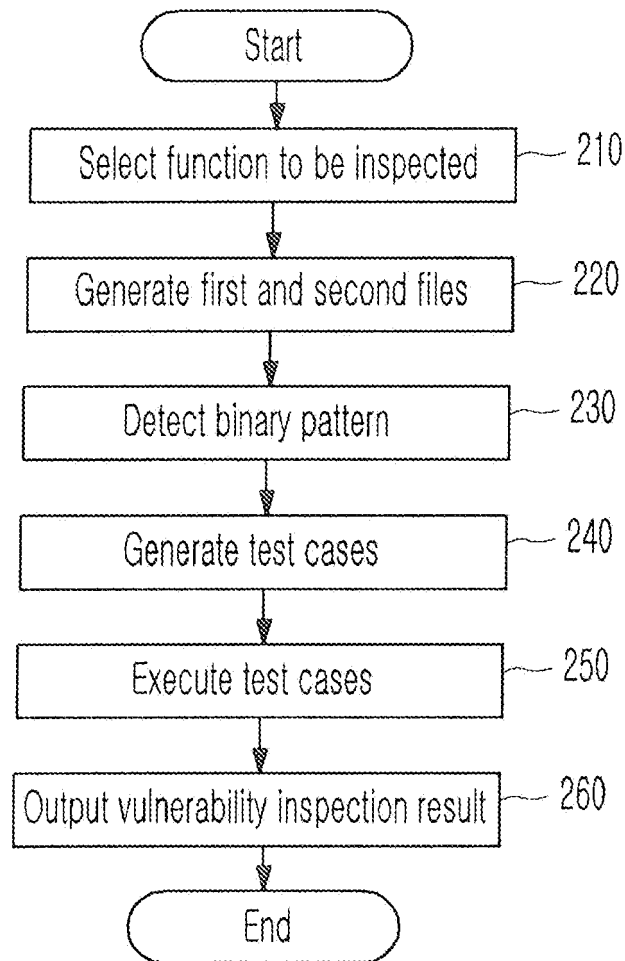 Start
Select function to be inspected
210
Generate first and second files
220
Detect binary pattern
230
Generate test cases
240
Execute test cases
250
Output vulnerability inspection result
260
End